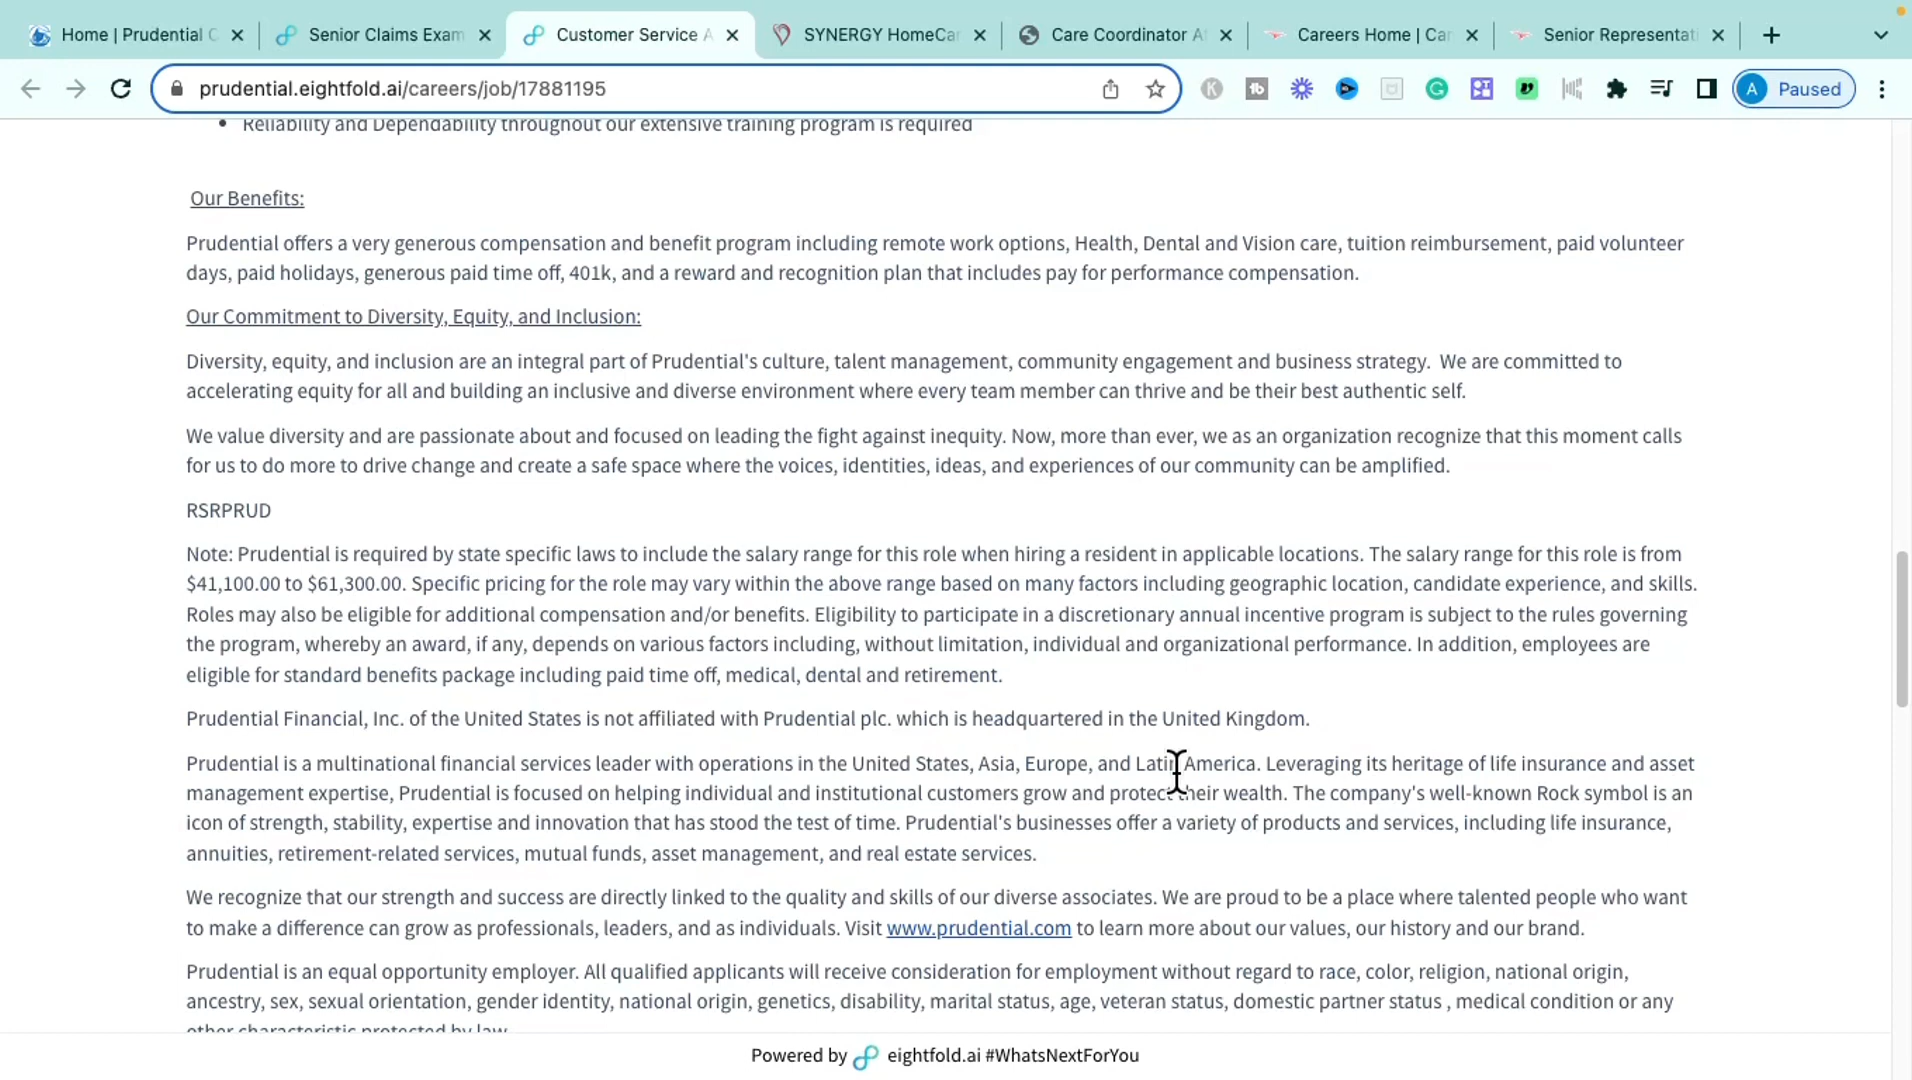 Home | Prudential C
Senior Claims Exam
Customer Service A
SYNERGY HomeCar
Care Coordinator At
Careers Home | Car
Senior Representati
prudential.eightfold.ai/careers/job/17881195
A Paused
• Reliability and Dependability throughout our extensive training program is required
Our Benefits:
Prudential offers a very generous compensation and benefit program including remote work options, Health, Dental and Vision care, tuition reimbursement, paid volunteer
days, paid holidays, generous paid time off, 401k, and a reward and recognition plan that includes pay for performance compensation.
Our Commitment to Diversity, Equity, and Inclusion:
Diversity, equity, and inclusion are an integral part of Prudential's culture, talent management, community engagement and business strategy.  We are committed to
accelerating equity for all and building an inclusive and diverse environment where every team member can thrive and be their best authentic self.
We value diversity and are passionate about and focused on leading the fight against inequity. Now, more than ever, we as an organization recognize that this moment calls
for us to do more to drive change and create a safe space where the voices, identities, ideas, and experiences of our community can be amplified.
RSRPRUD
Note: Prudential is required by state specific laws to include the salary range for this role when hiring a resident in applicable locations. The salary range for this role is from
$41,100.00 to $61,300.00. Specific pricing for the role may vary within the above range based on many factors including geographic location, candidate experience, and skills.
Roles may also be eligible for additional compensation and/or benefits. Eligibility to participate in a discretionary annual incentive program is subject to the rules governing
the program, whereby an award, if any, depends on various factors including, without limitation, individual and organizational performance. In addition, employees are
eligible for standard benefits package including paid time off, medical, dental and retirement.
Prudential Financial, Inc. of the United States is not affiliated with Prudential plc. which is headquartered in the United Kingdom.
Prudential is a multinational financial services leader with operations in the United States, Asia, Europe, and Latin America. Leveraging its heritage of life insurance and asset
management expertise, Prudential is focused on helping individual and institutional customers grow and protect their wealth. The company's well-known Rock symbol is an
icon of strength, stability, expertise and innovation that has stood the test of time. Prudential's businesses offer a variety of products and services, including life insurance,
annuities, retirement-related services, mutual funds, asset management, and real estate services.
We recognize that our strength and success are directly linked to the quality and skills of our diverse associates. We are proud to be a place where talented people who want
to make a difference can grow as professionals, leaders, and as individuals. Visit www.prudential.com to learn more about our values, our history and our brand.
Prudential is an equal opportunity employer. All qualified applicants will receive consideration for employment without regard to race, color, religion, national origin,
ancestry, sex, sexual orientation, gender identity, national origin, genetics, disability, marital status, age, veteran status, domestic partner status , medical condition or any
other characteristic protected by law.
Powered by eightfold.ai #WhatsNextForYou